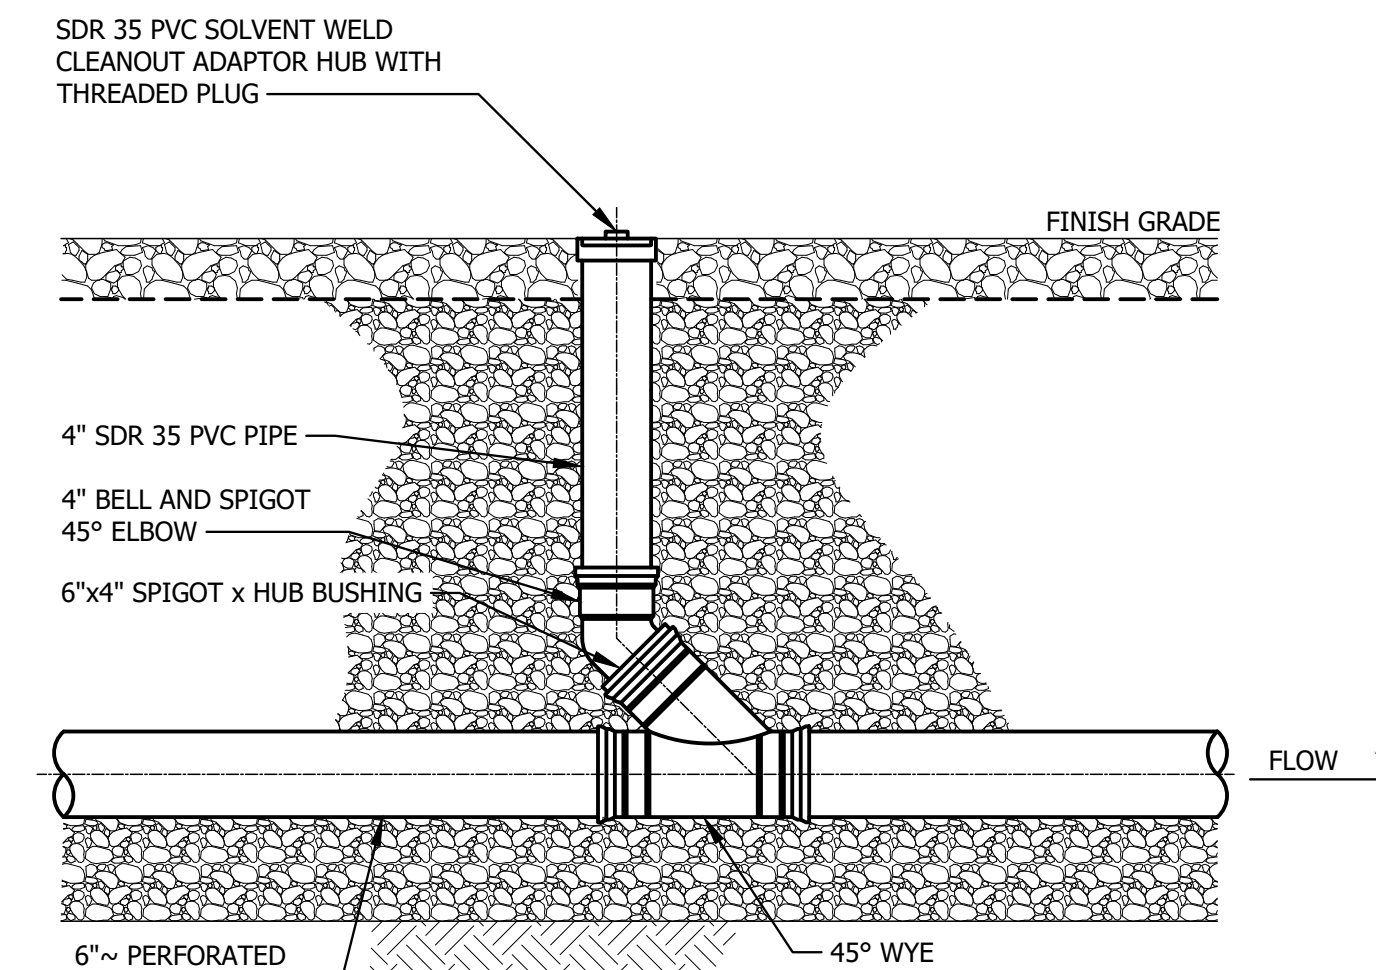 SDR 35 PVC SOLVENT WELD
CLEANOUT ADAPTOR HUB WITH
THREADED PLUG
FINISH GRADE
4" SDR 35 PVC PIPE
4" BELL AND SPIGOT
45° ELBOW
6"x4" SPIGOT x HUB BUSHING
FLOW
6"~ PERFORATED
45° WYE